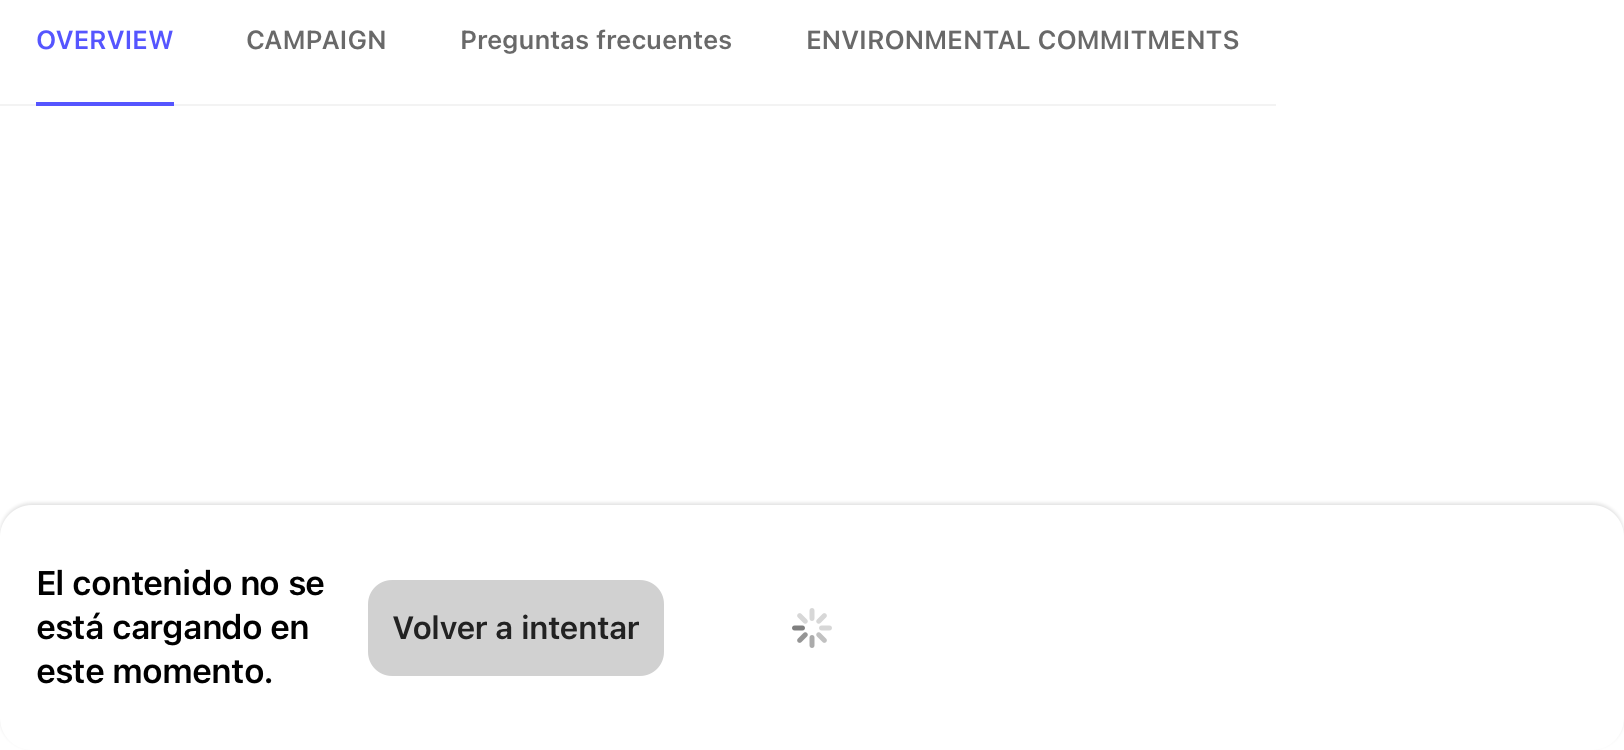 OVERVIEW CAMPAIGN Preguntas frecuentes ENVIRONMENTAL COMMITMENTS
El contenido no se
está cargando en
este momento.
Volver a intentar